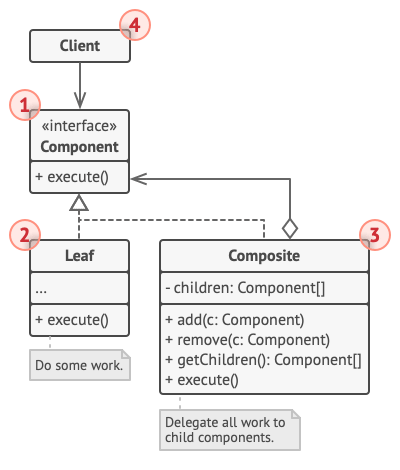 4
Client
1
«interface»
Component
+ execute()
2
Leaf
...
+ execute()
Do some work.
3
Composite
- children: Component[]
+ add(c: Component)
+ remove(c: Component)
+ getChildren(): Component[]
+ execute()
Delegate all work to
child components.